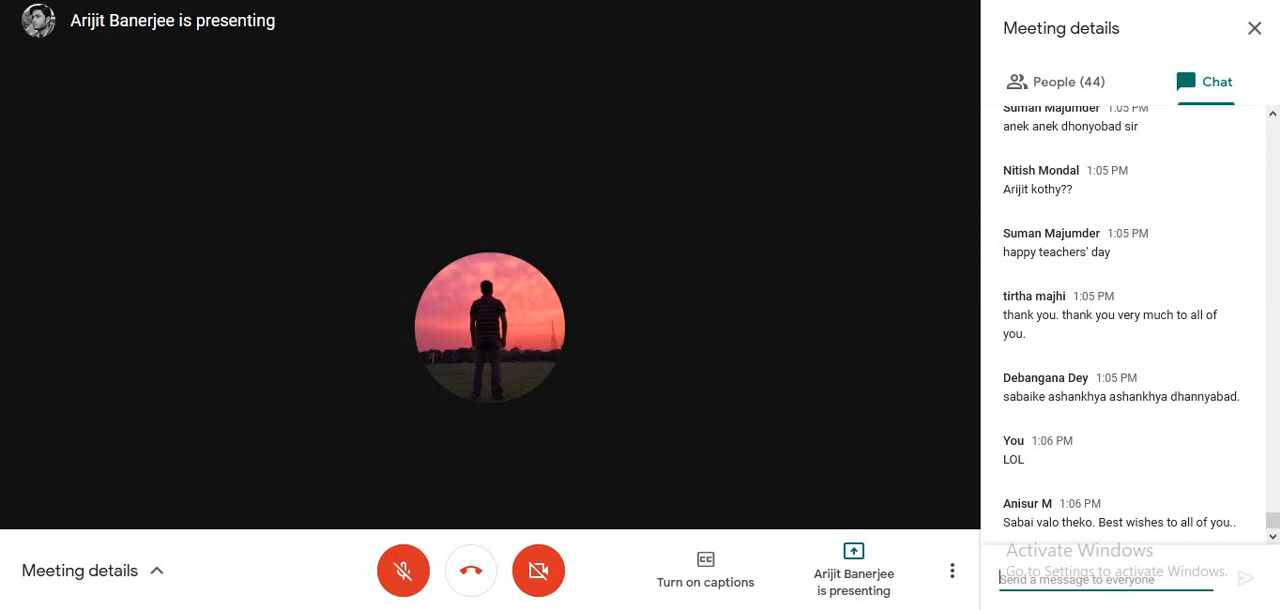 Arijit Banerjee is presenting
Meeting details
People (44)
Chat
Suman Majumder 1:05 PM
anek anek dhonyobad sir
Nitish Mondal 1:05 PM
Arijit kothy??
Suman Majumder 1:05 PM
happy teachers' day
tirtha majhi 1:05 PM
thank you. thank you very much to all of
you.
Debangana Dey 1:05 PM
sabaike ashankhya ashankhya dhannyabad.
You 1:06 PM
LOL
Anisur M 1:06 PM
Sabai valo theko. Best wishes to all of you..
Activate Windows
Go to Settings to activate Windows.
Send a message to everyone
Meeting details
CC
Turn on captions
Arijit Banerjee
is presenting